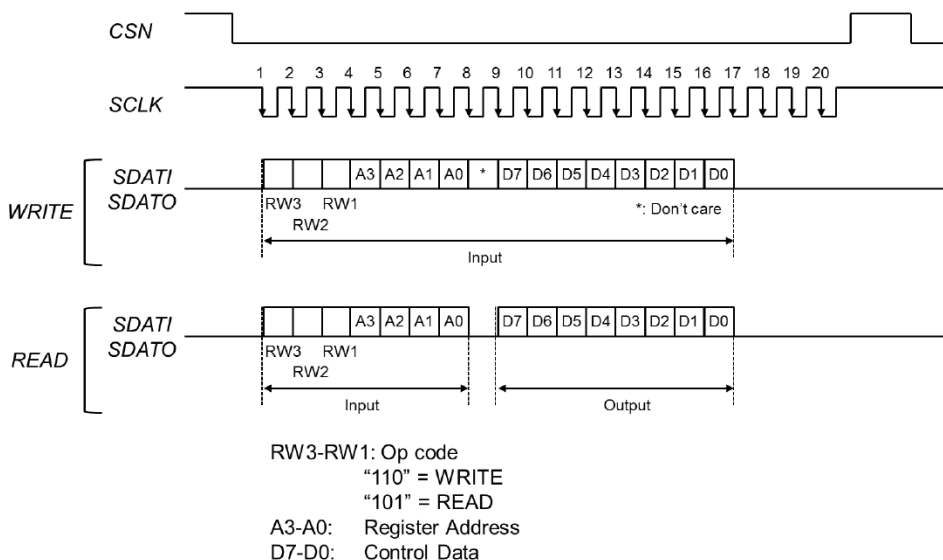 CSN
1 2 3 4 5 6 7 8 9 10 11 12 13 14 15 16 17 18 19 20
SCLK
WRITE
SDATI
SDATO
A3 A2 A1 A0 * D7 D6 D5 D4 D3 D2 D1 D0
RW3 RW1 *: Don't care
RW2
Input
READ
SDATI
SDATO
A3 A2 A1 A0 D7 D6 D5 D4 D3 D2 D1 D0
RW3 RW1
RW2
Input Output
RW3-RW1: Op code
“110” = WRITE
“101” = READ
A3-A0: Register Address
D7-D0: Control Data